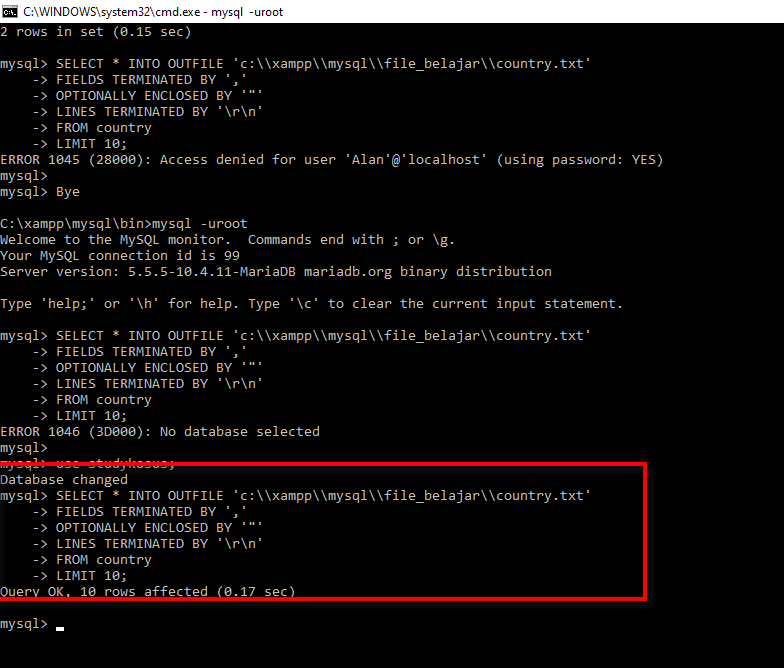 C:\WINDOWS\system32\cmd.exe - mysql -uroot
2 rows in set (0.15 sec)
mysql> SELECT * INTO OUTFILE 'c:\\xampp\\mysql\\file_belajar\\country.txt'
    -> FIELDS TERMINATED BY ','
    -> OPTIONALLY ENCLOSED BY '"'
    -> LINES TERMINATED BY '\r\n'
    -> FROM country
    -> LIMIT 10;
ERROR 1045 (28000): Access denied for user 'Alan'@'localhost' (using password: YES)
mysql>
mysql> Bye
C:\xampp\mysql\bin>mysql -uroot
Welcome to the MySQL monitor.  Commands end with ; or \g.
Your MySQL connection id is 99
Server version: 5.5.5-10.4.11-MariaDB mariadb.org binary distribution
Type 'help;' or '\h' for help. Type '\c' to clear the current input statement.
mysql> SELECT * INTO OUTFILE 'c:\\xampp\\mysql\\file_belajar\\country.txt'
    -> FIELDS TERMINATED BY ','
    -> OPTIONALLY ENCLOSED BY '"'
    -> LINES TERMINATED BY '\r\n'
    -> FROM country
    -> LIMIT 10;
ERROR 1046 (3D000): No database selected
mysql>
mysql> use studykasus;
Database changed
mysql> SELECT * INTO OUTFILE 'c:\\xampp\\mysql\\file_belajar\\country.txt'
    -> FIELDS TERMINATED BY ','
    -> OPTIONALLY ENCLOSED BY '"'
    -> LINES TERMINATED BY '\r\n'
    -> FROM country
    -> LIMIT 10;
Query OK, 10 rows affected (0.17 sec)
mysql>